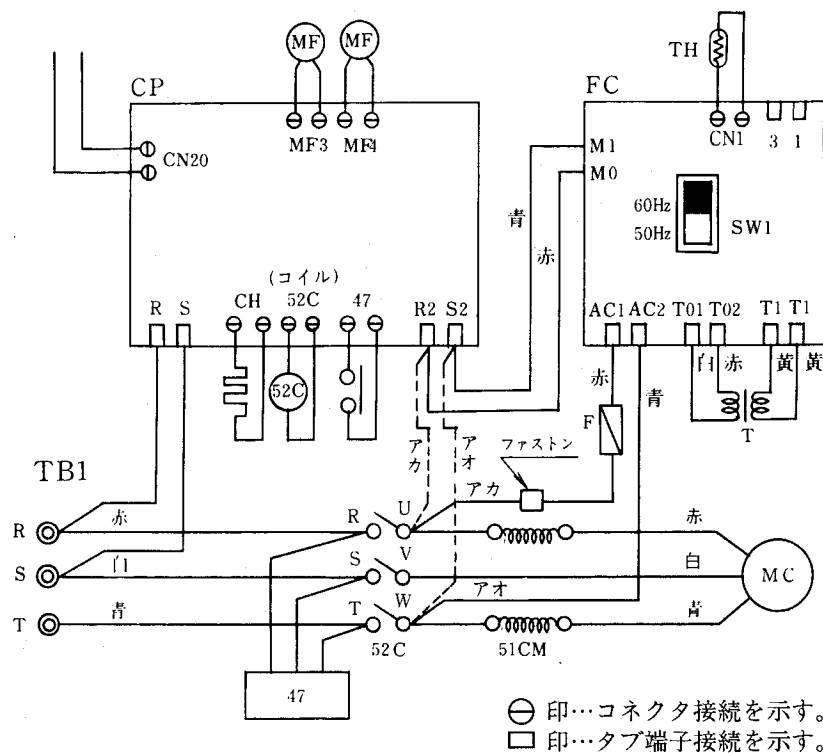 MF MF
TH
CP
FC
MF3 MF4
CN20
CN1 3 1
M1
M0
青
赤
60Hz
50Hz
SW1
(コイル)
R S CH 52C 47 R2 S2
AC1 AC2 T01 T02 T1 T1
52C
赤 青 白 赤 黄 黄
F
T
アカ アオ
ファストン
アカ
TB1
R 赤 R U 赤
S 白 S V 白 MC
T 青 T W アオ 青
52C 51CM
47
印…コネクタ接続を示す。
印…タブ端子接続を示す。